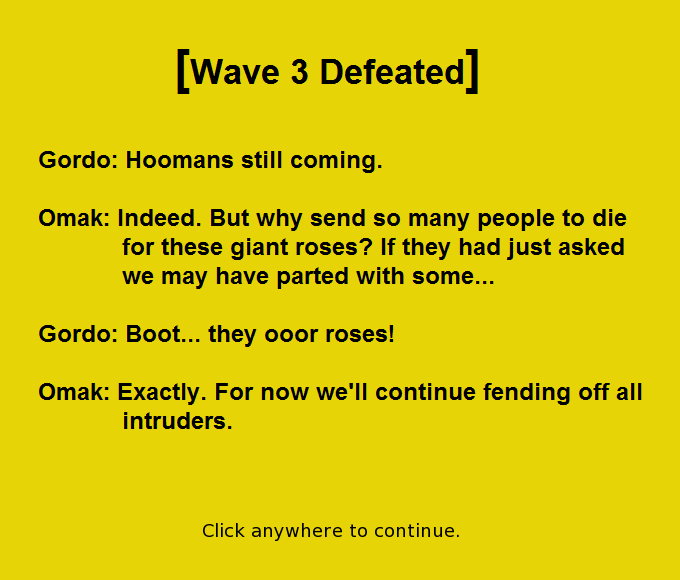 [Wave 3 Defeated]
Gordo: Hoomans still coming.
Omak: Indeed. But why send so many people to die
for these giant roses? If they had just asked
we may have parted with some...
Gordo: Boot... they ooor roses!
Omak: Exactly. For now we'll continue fending off all
intruders.
Click anywhere to continue.